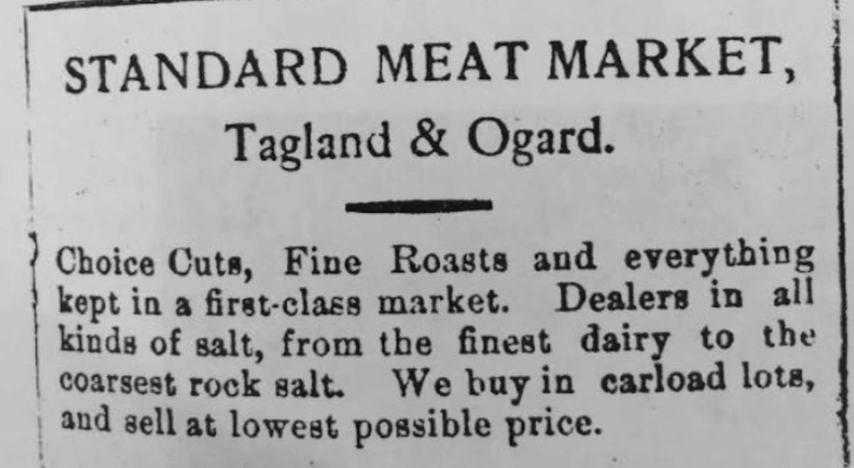 STANDARD MEAT MARKET,
Tagland & Ogard.
Choice Cuts, Fine Roasts and everything
kept in a first-class market. Dealers in all
kinds of salt, from the finest dairy to the
coarsest rock salt. We buy in carload lots,
and sell at lowest possible price.